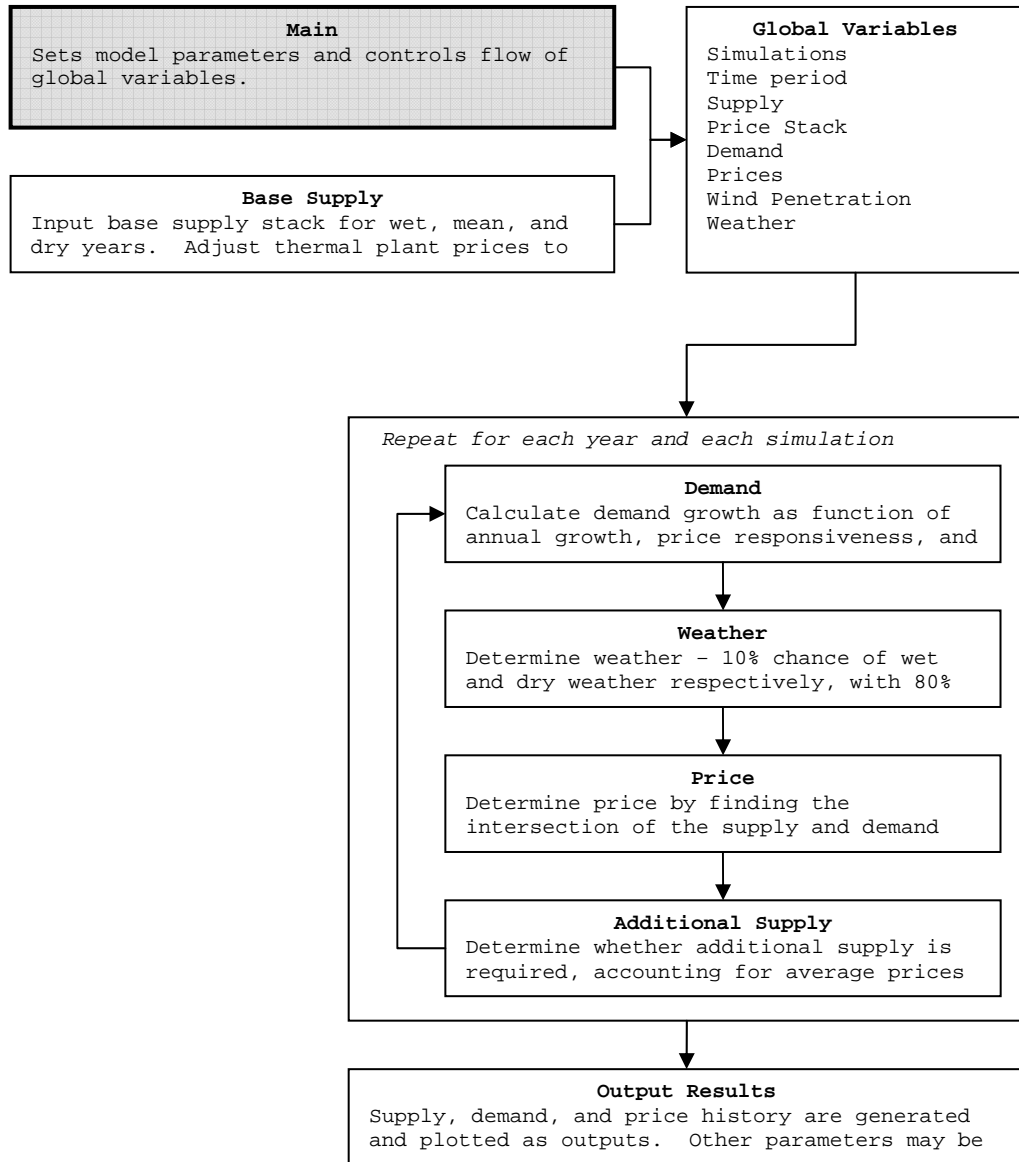 Main
Sets model parameters and controls flow of
global variables.
Base Supply
Input base supply stack for wet, mean, and
dry years.  Adjust thermal plant prices to
Global Variables
Simulations
Time period
Supply
Price Stack
Demand
Prices
Wind Penetration
Weather
Repeat for each year and each simulation
Demand
Calculate demand growth as function of
annual growth, price responsiveness, and
Weather
Determine weather – 10% chance of wet
and dry weather respectively, with 80%
Price
Determine price by finding the
intersection of the supply and demand
Additional Supply
Determine whether additional supply is
required, accounting for average prices
Output Results
Supply, demand, and price history are generated
and plotted as outputs.  Other parameters may be